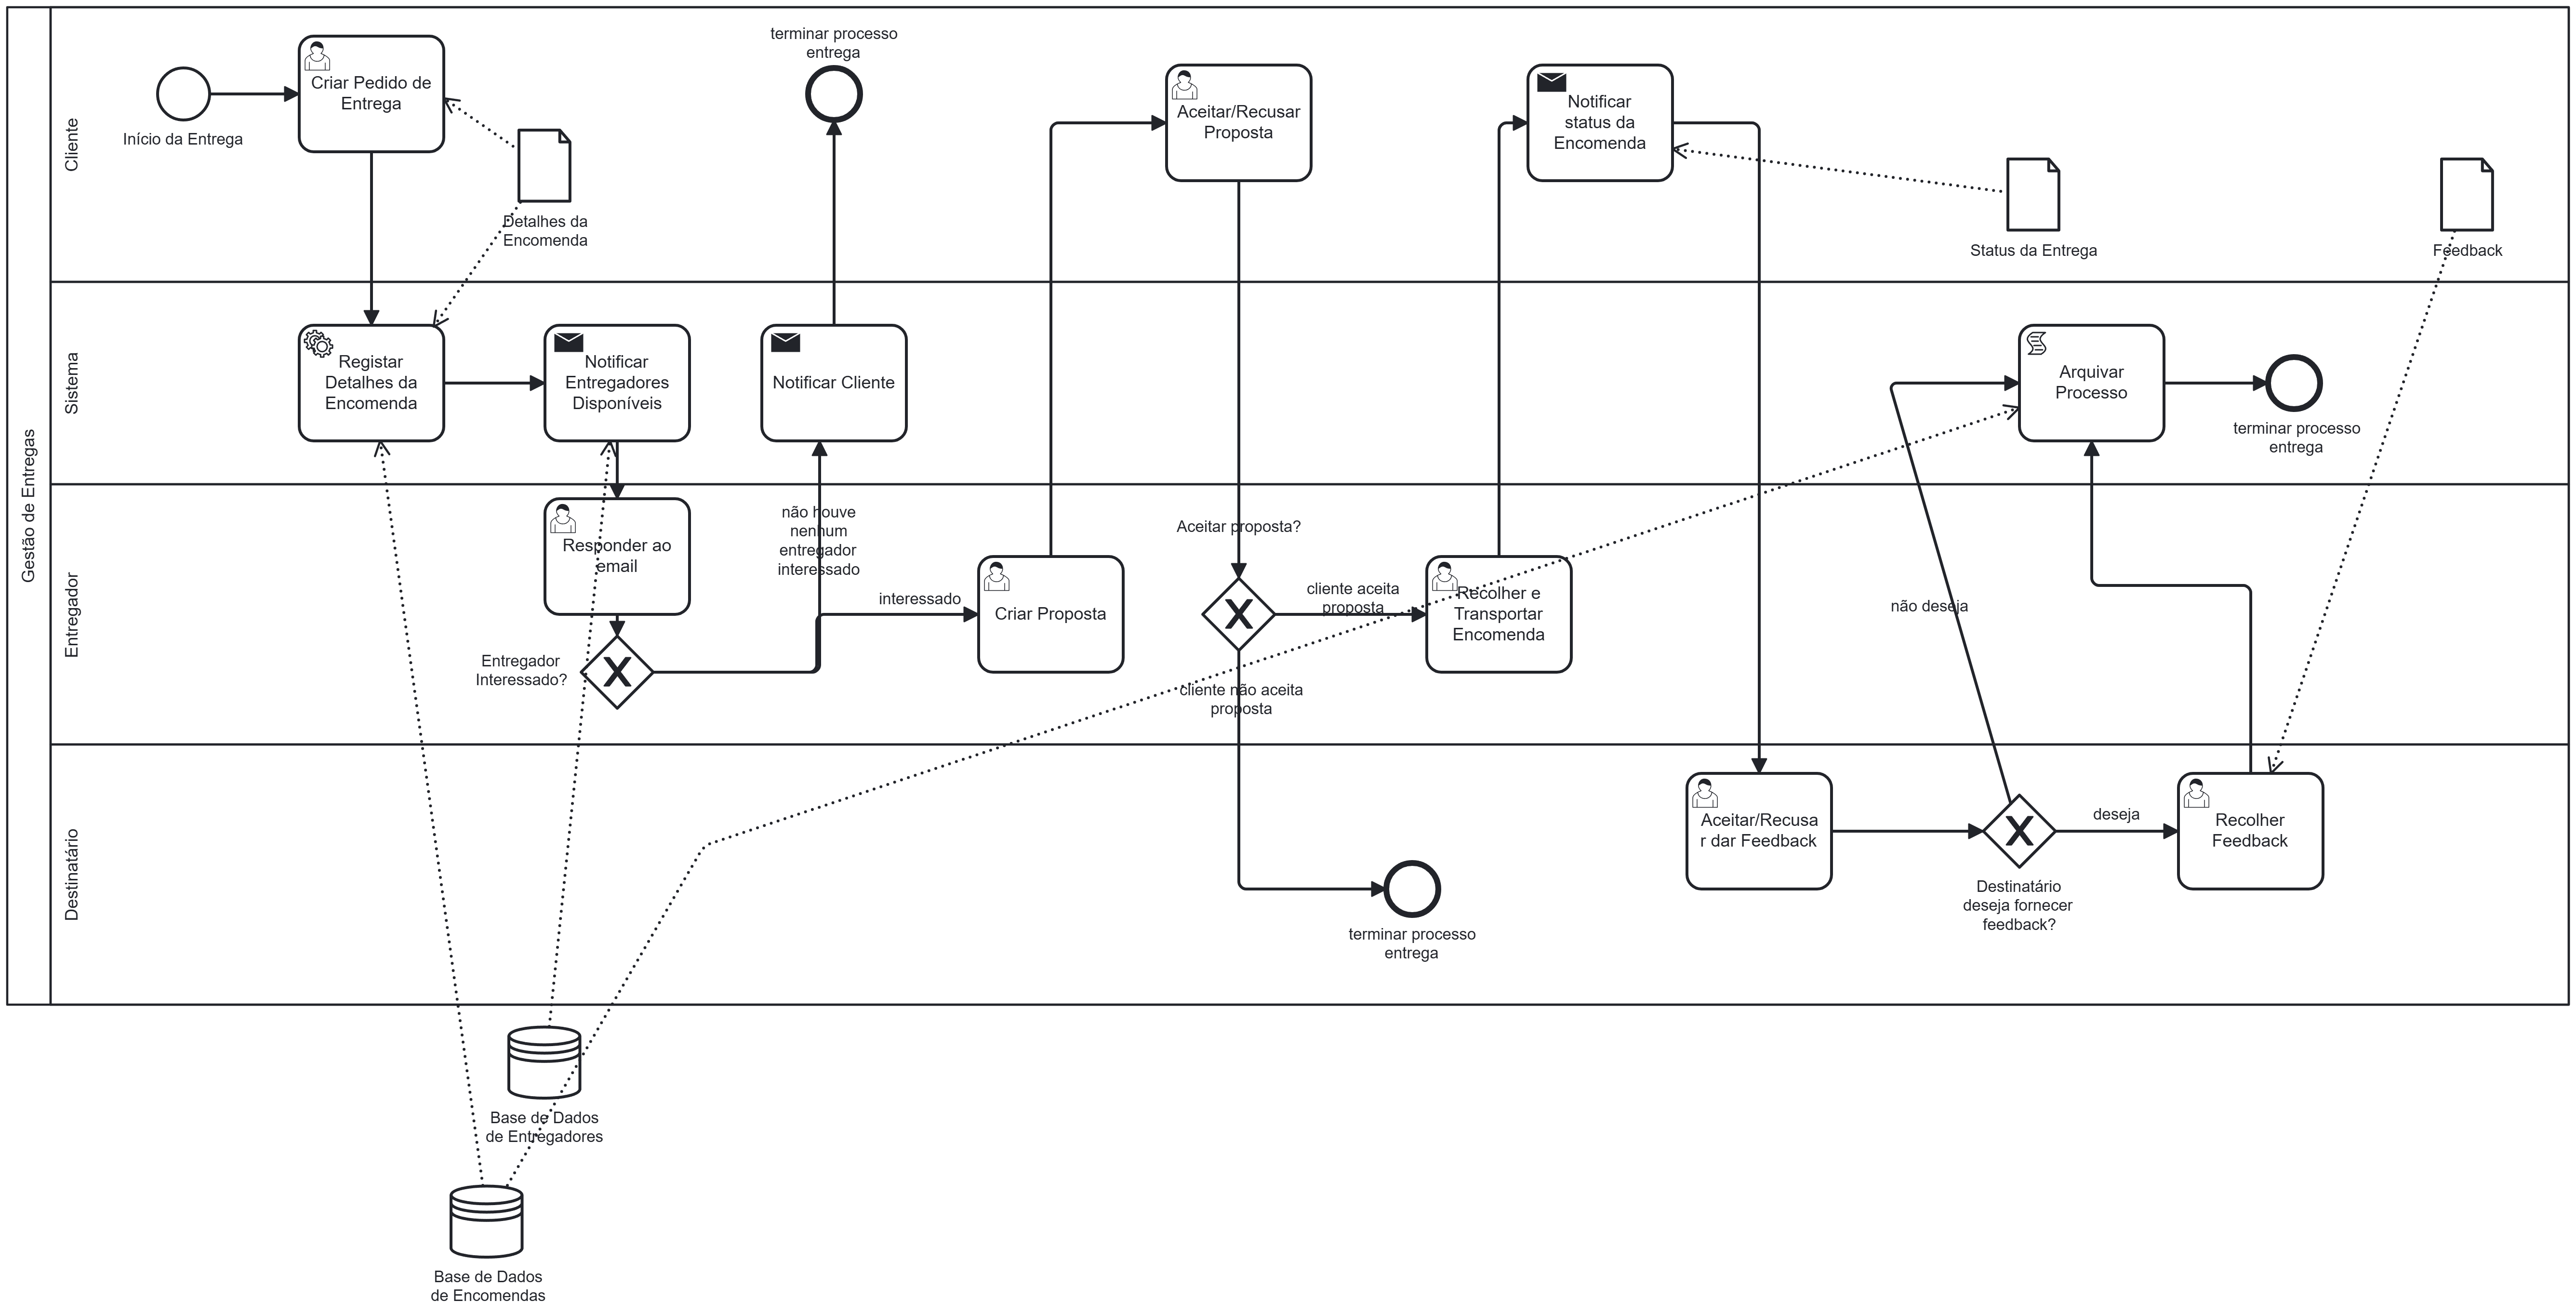 Gestão de Entregas
Cliente
Início da Entrega
Criar Pedido de
Entrega
Detalhes da
Encomenda
terminar processo
entrega
Aceitar/Recusar
Proposta
Notificar
status da
Encomenda
Status da Entrega
Feedback
Sistema
Registar
Detalhes da
Encomenda
Notificar
Entregadores
Disponíveis
Notificar Cliente
Arquivar
Processo
terminar processo
entrega
Entregador
Responder ao
email
Entregador
Interessado?
não houve
nenhum
entregador
interessado
interessado
Criar Proposta
Aceitar proposta?
cliente aceita
proposta
cliente não aceita
proposta
Recolher e
Transportar
Encomenda
não deseja
Destinatário
terminar processo
entrega
Aceitar/Recusa
r dar Feedback
Destinatário
deseja fornecer
feedback?
deseja
Recolher
Feedback
Base de Dados
de Entregadores
Base de Dados
de Encomendas